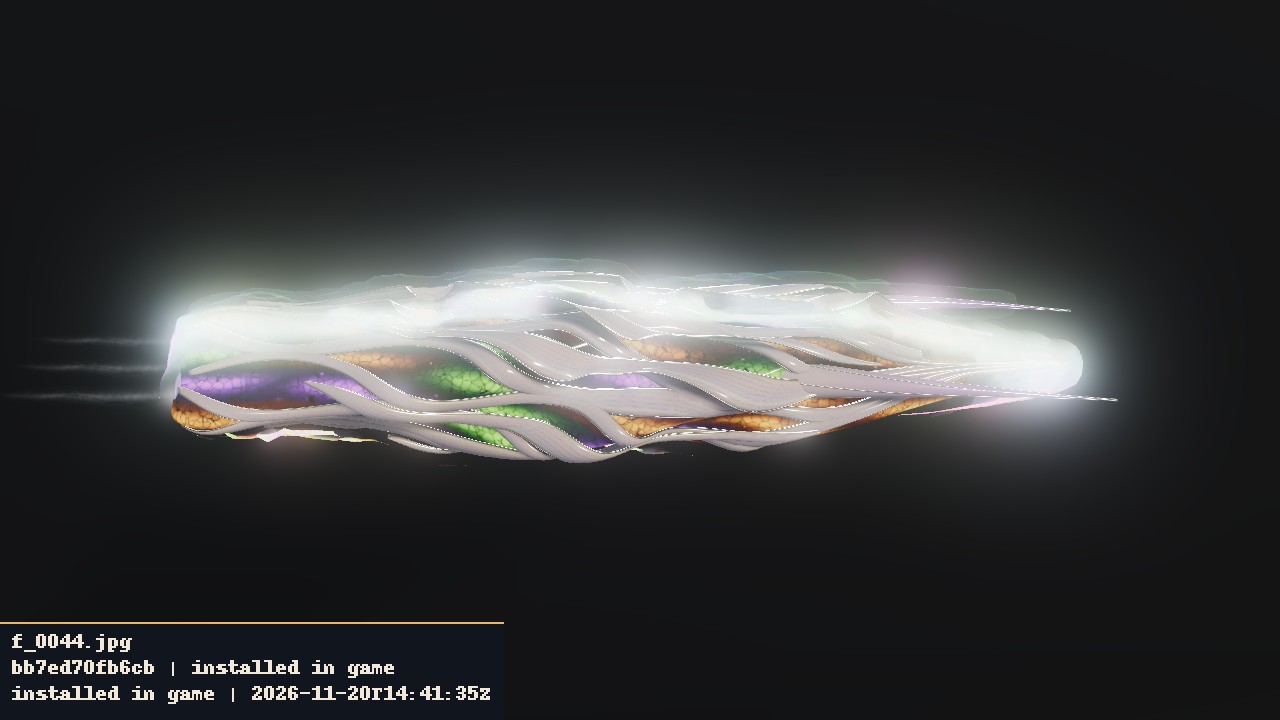 f_0044.jpg
bb7ed70fb6cb | installed in game
installed in game | 2026-11-20T14:41:35Z